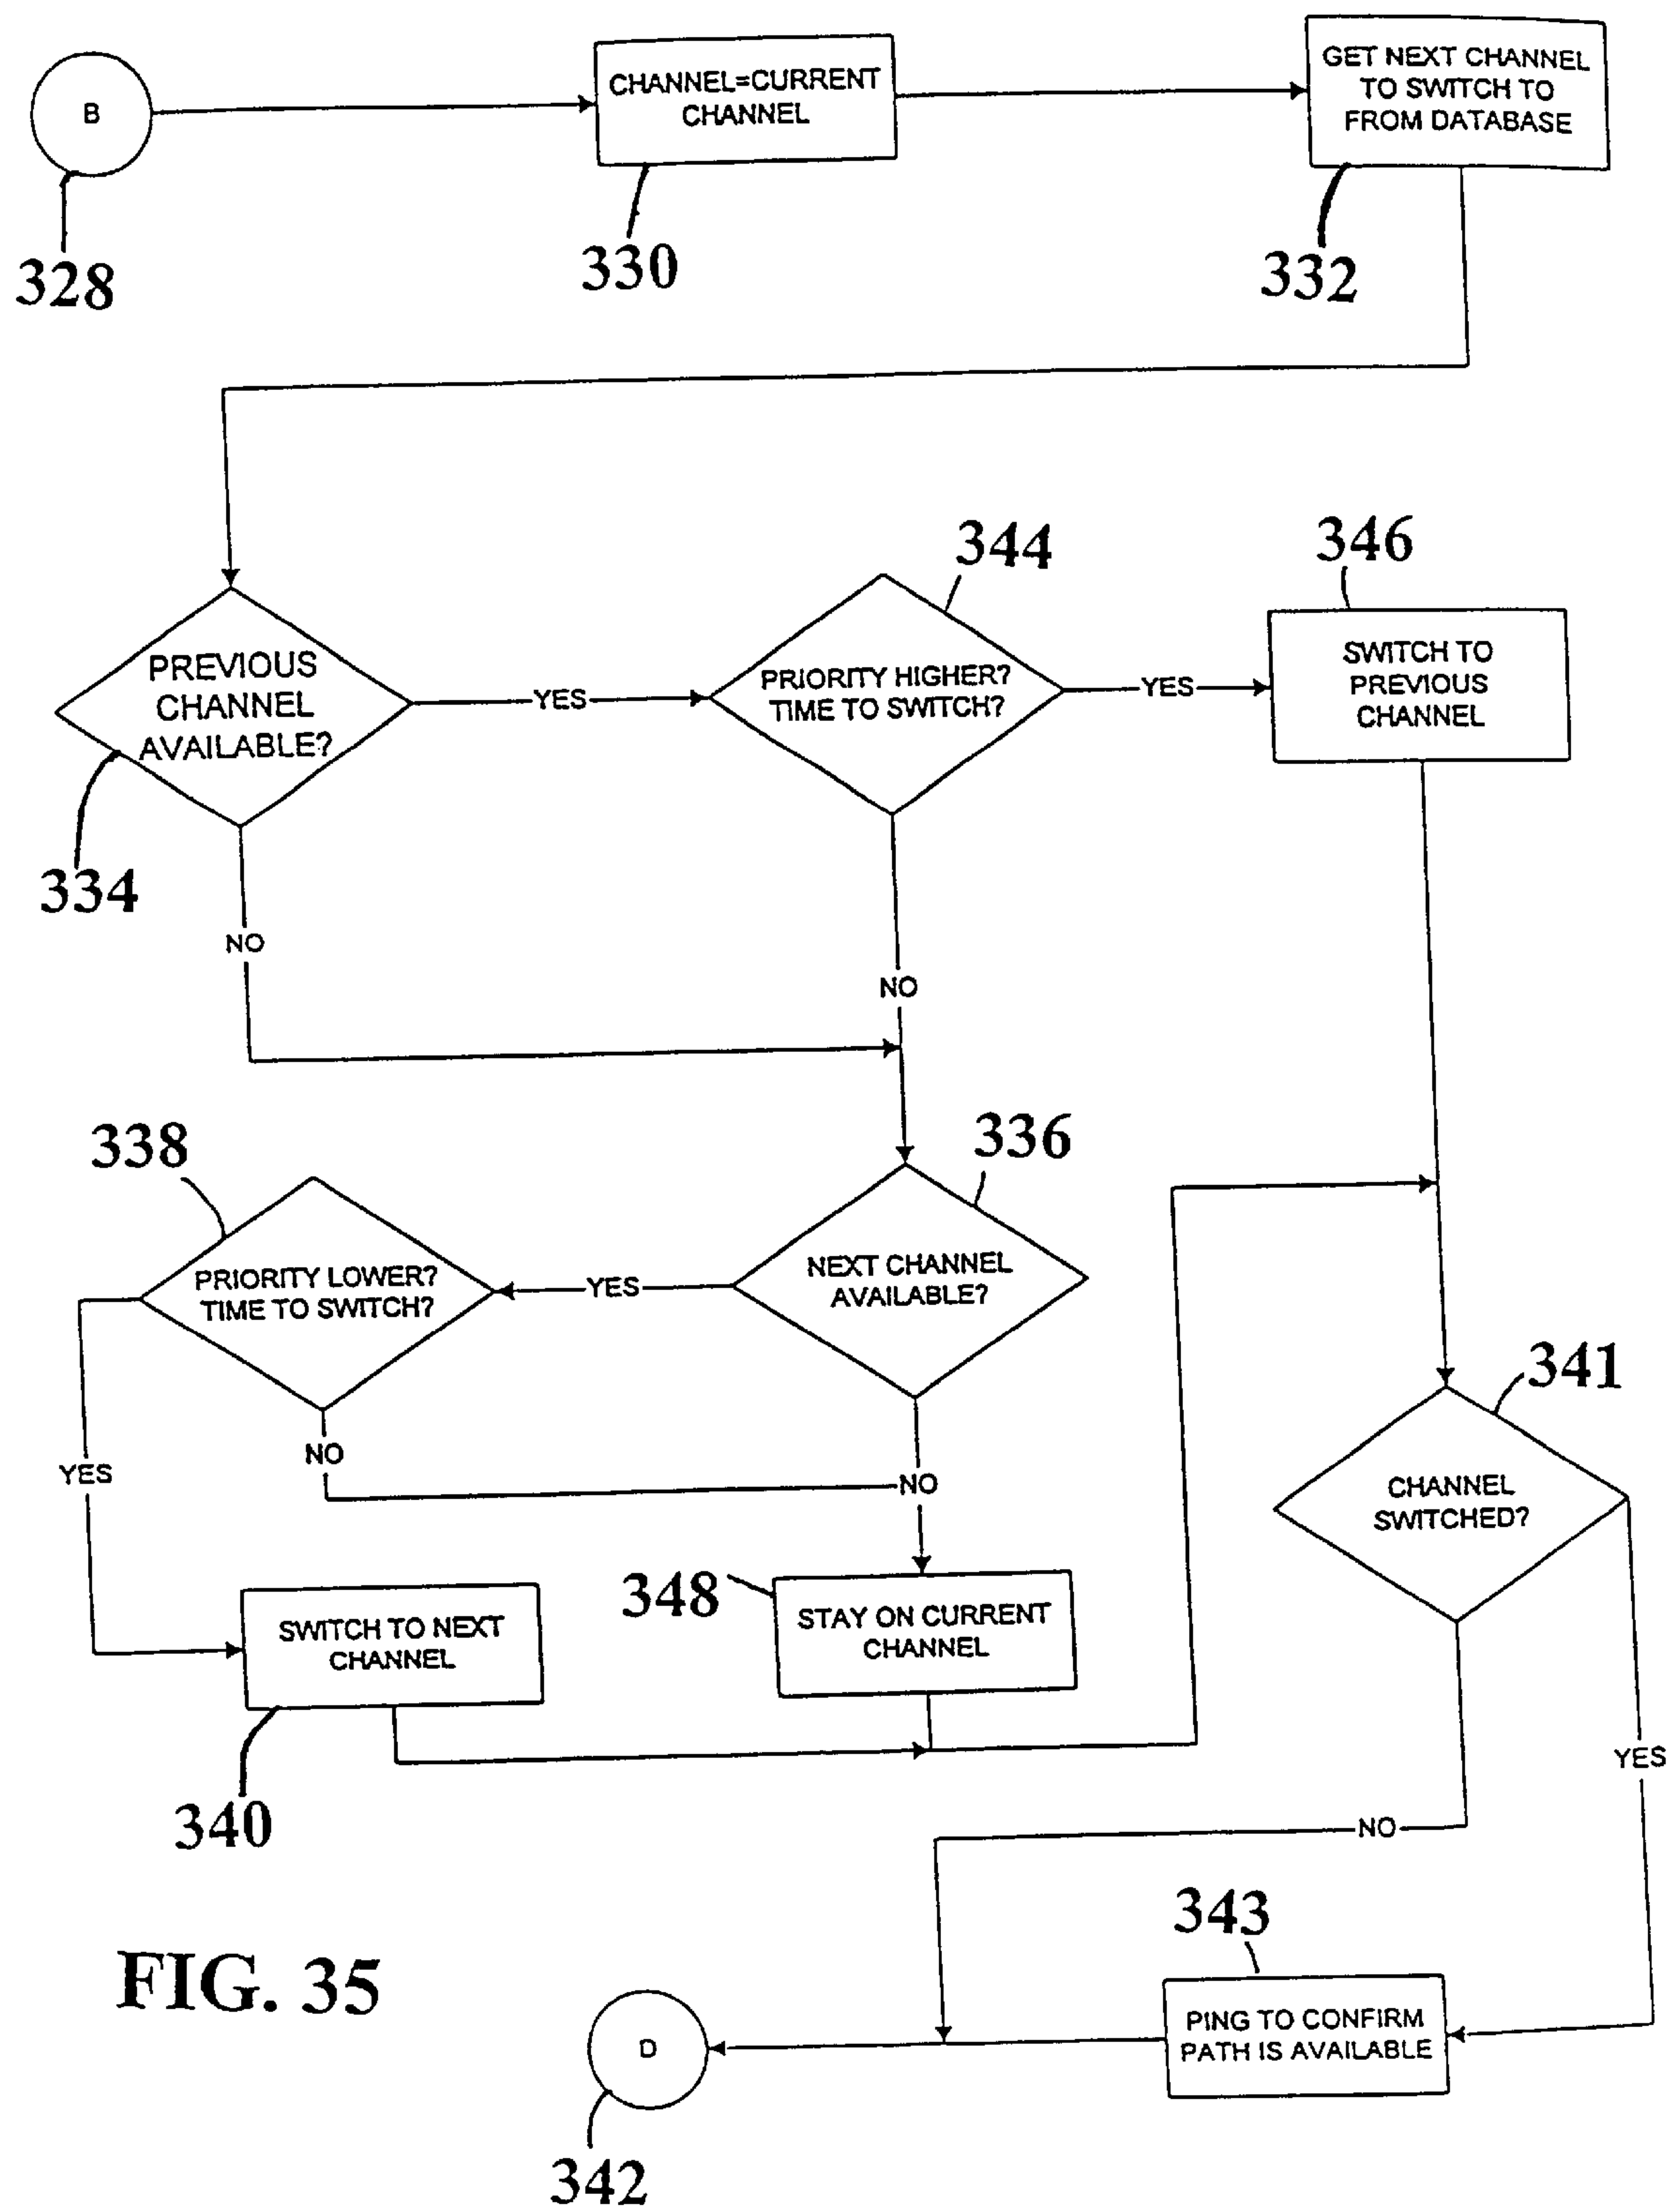 B
CHANNEL=CURRENT
CHANNEL
GET NEXT CHANNEL
TO SWITCH TO
FROM DATABASE
328
330
332
344
346
PREVIOUS
CHANNEL
AVAILABLE?
YES
PRIORITY HIGHER?
TIME TO SWITCH?
YES
SWITCH TO
PREVIOUS
CHANNEL
334
NO
NO
338
336
PRIORITY LOWER?
TIME TO SWITCH?
YES
NEXT CHANNEL
AVAILABLE?
341
YES
NO
NO
CHANNEL
SWITCHED?
SWITCH TO NEXT
CHANNEL
348
STAY ON CURRENT
CHANNEL
340
YES
NO
343
FIG. 35
D
PING TO CONFIRM
PATH IS AVAILABLE
342